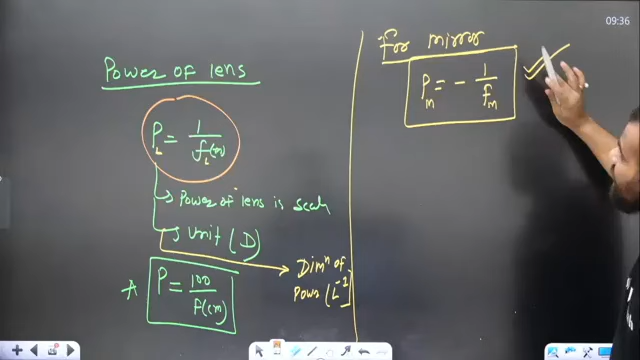 09:36
Power of lens
P_L = 1 / f_L(m)
→ Power of lens is scal
→ Unit (D)
→ Dimⁿ of
Power [L⁻¹]
P = 100 / f(cm)
for mirror
P_m = - 1 / f_m